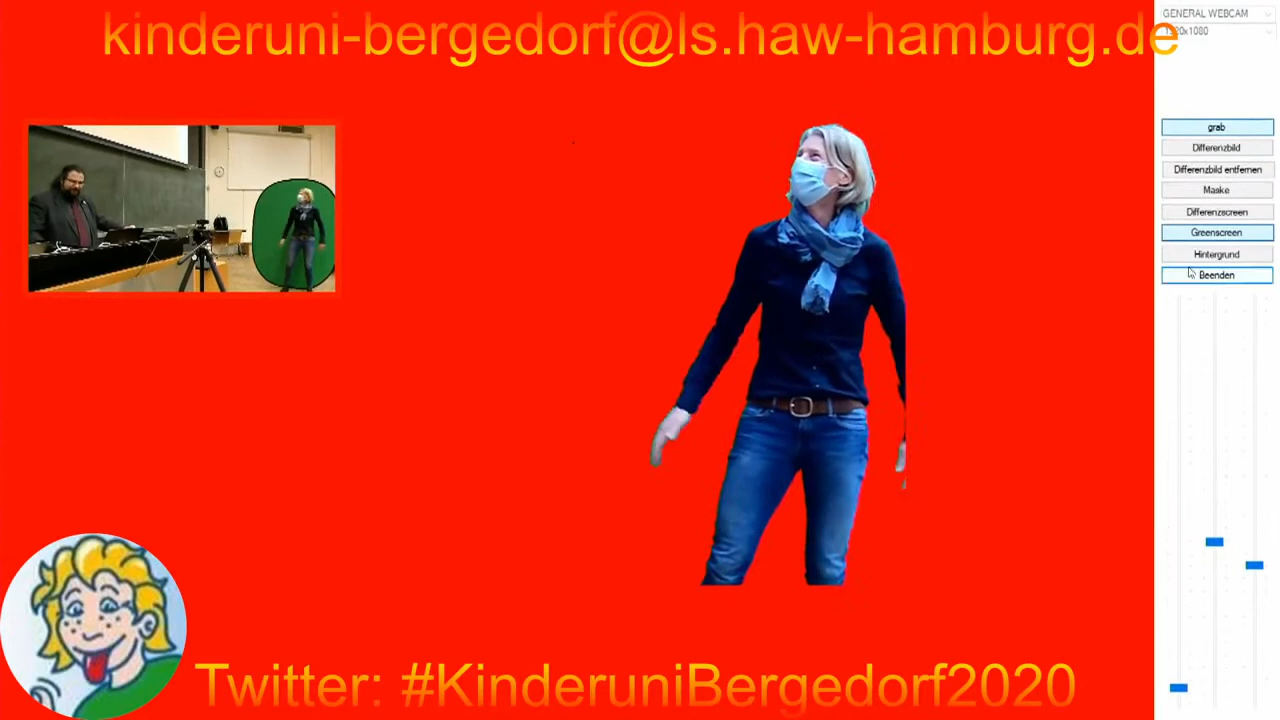 kinderuni-bergedorf@ls.haw-hamburg.de
GENERAL WEBCAM
1920x1080
grab
Differenzbild
Differenzbild entfernen
Maske
Differenzscreen
Greenscreen
Hintergrund
Beenden
Twitter: #KinderuniBergedorf2020